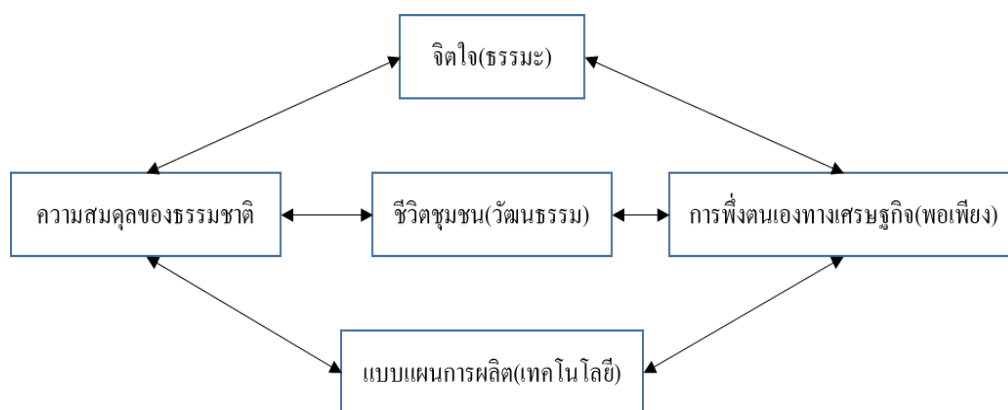 จิตใจ(ธรรมะ)
ความสมดุลของธรรมชาติ
ชีวิตชุมชน(วัฒนธรรม)
การพึ่งตนเองทางเศรษฐกิจ(พอเพียง)
แบบแผนการผลิต(เทคโนโลยี)